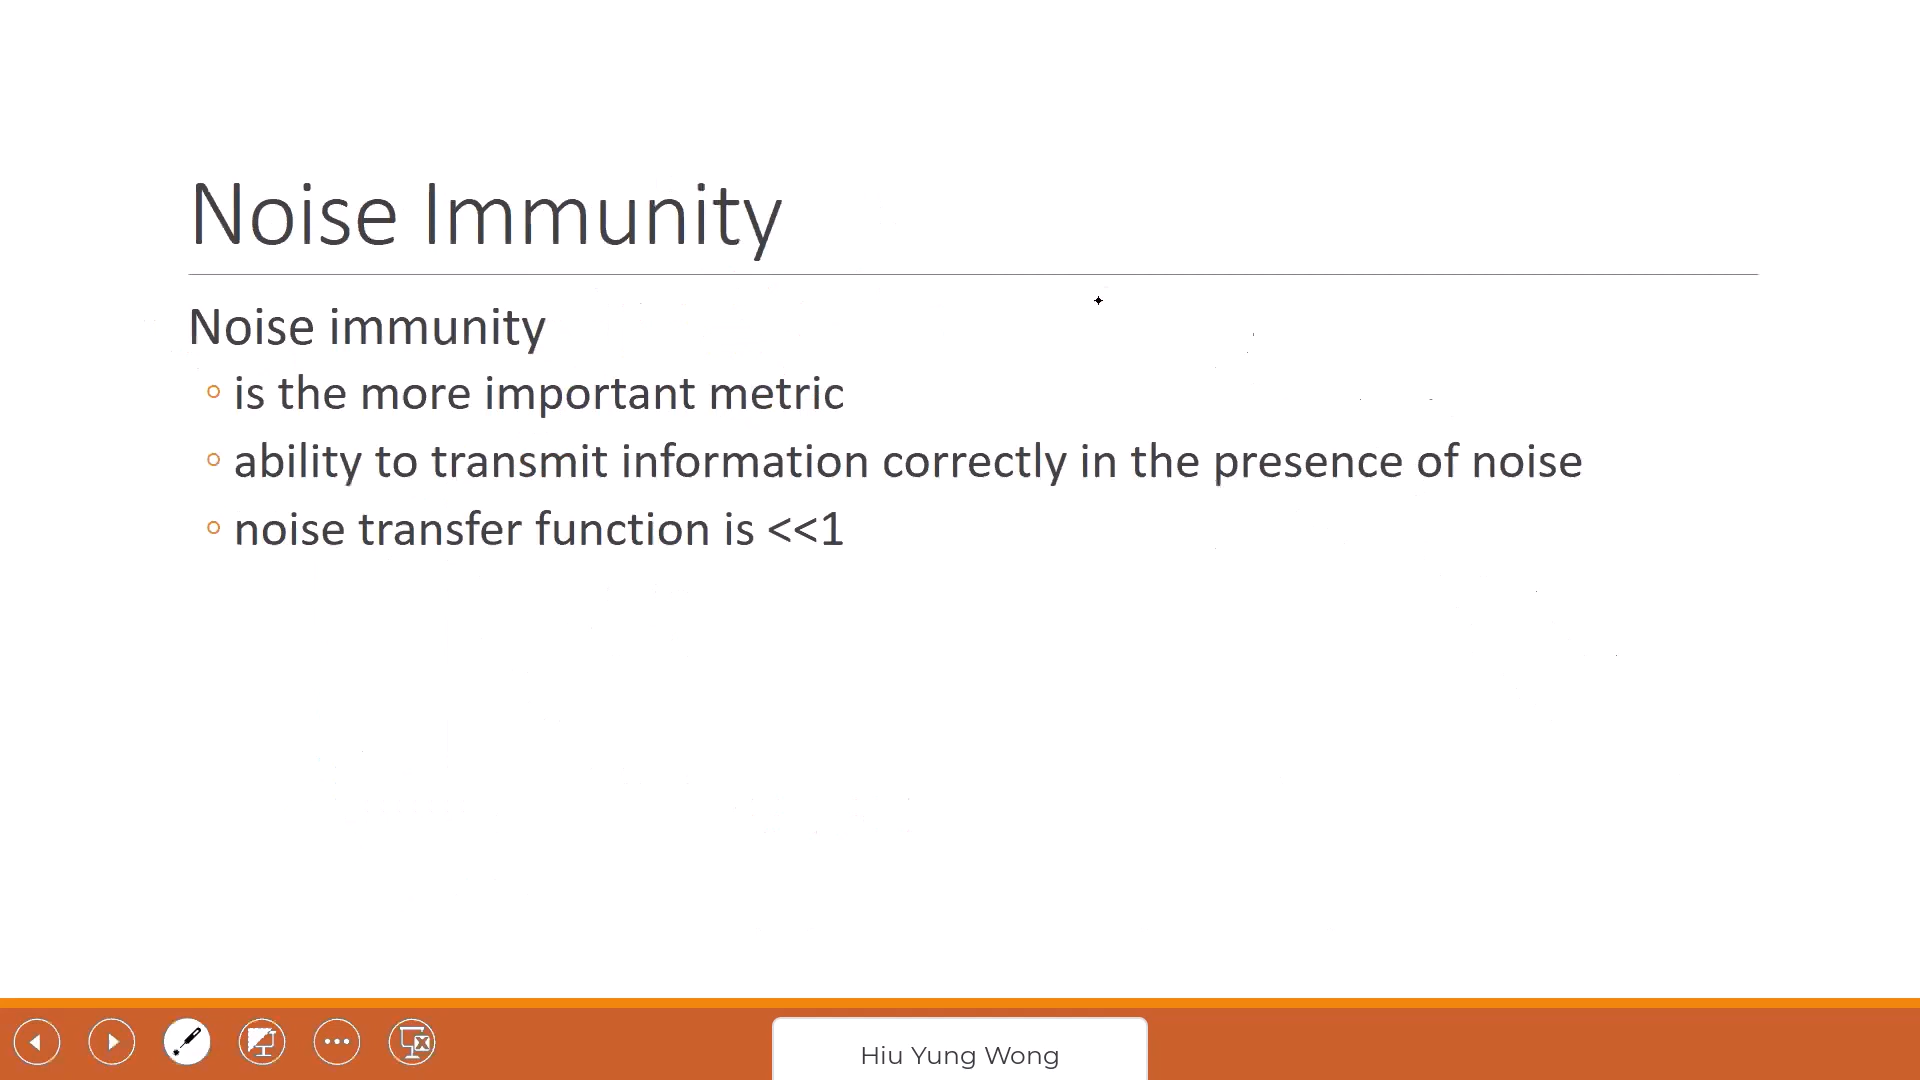 Noise Immunity
Noise immunity
is the more important metric
ability to transmit information correctly in the presence of noise
noise transfer function is <<1
Hiu Yung Wong